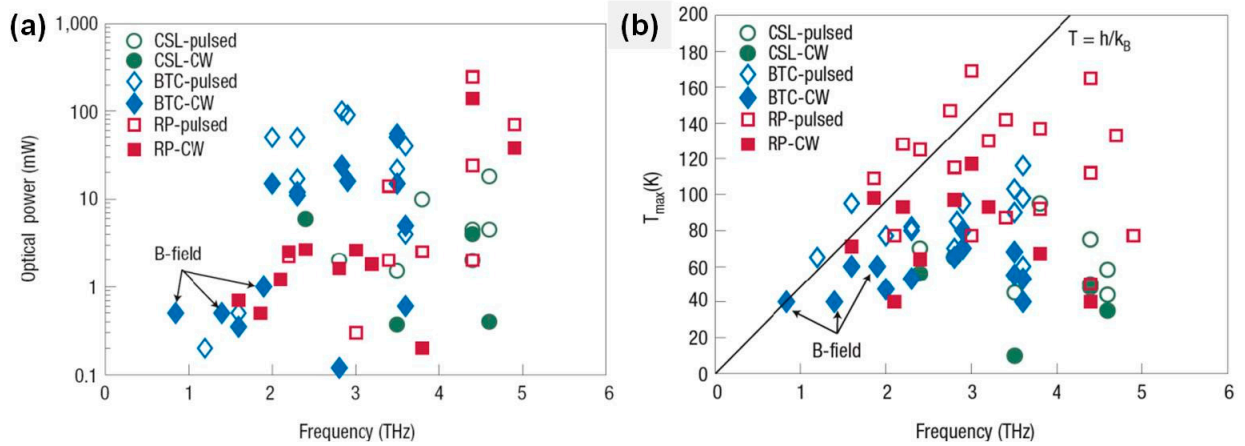 (a)
Optical power (mW)
1,000
100
10
1
0.1
CSL-pulsed
CSL-CW
BTC-pulsed
BTC-CW
RP-pulsed
RP-CW
B-field
0 1 2 3 4 5 6
Frequency (THz)
(b)
Tmax(K)
200
180
160
140
120
100
80
60
40
20
0
CSL-pulsed
CSL-CW
BTC-pulsed
BTC-CW
RP-pulsed
RP-CW
T = h/kB
B-field
0 1 2 3 4 5 6
Frequency (THz)